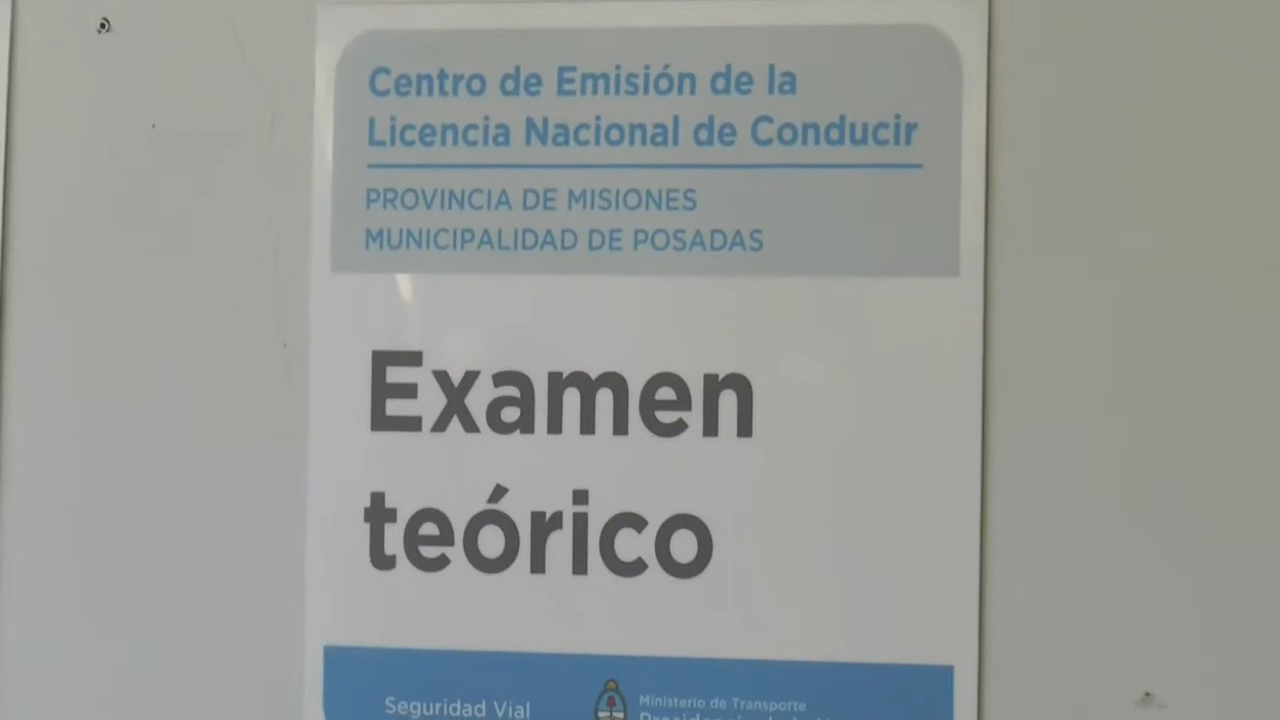 Centro de Emisión de la
Licencia Nacional de Conducir
PROVINCIA DE MISIONES
MUNICIPALIDAD DE POSADAS
Examen
teórico
Seguridad Vial
Ministerio de Transporte